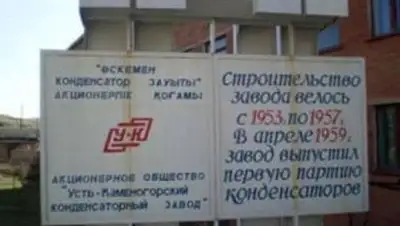 "ӨСКЕМЕН
КОНДЕНСАТОР ЗАУЫТЫ"
АКЦИОНЕРЛІК ҚОҒАМЫ
У-К
АКЦИОНЕРНОЕ ОБЩЕСТВО
"УСТЬ-КАМЕНОГОРСКИЙ
КОНДЕНСАТОРНЫЙ ЗАВОД"
Строительство
завода велось
с 1953г. по 1957г.
В апреле 1959г.
завод выпустил
первую партию
конденсаторов